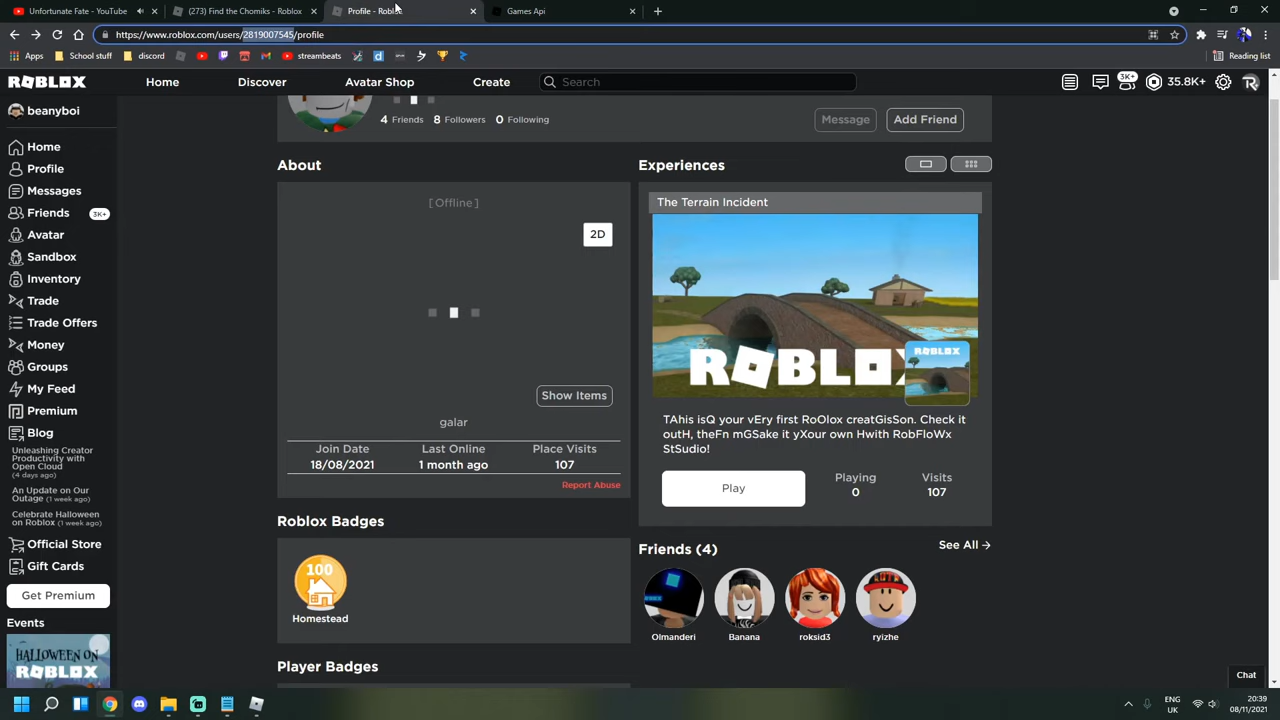 Unfortunate Fate - YouTube
(273) Find the Chomiks - Roblox
Profile - Roblox
Games Api
https://www.roblox.com/users/2819007545/profile
Apps
School stuff
discord
streambeats
Reading list
ROBLOX
Home
Discover
Avatar Shop
Create
Search
3K+
35.8K+
beanyboi
Home
Profile
Messages
Friends
3K+
Avatar
Sandbox
Inventory
Trade
Trade Offers
Money
Groups
My Feed
Premium
Blog
Unleashing Creator
Productivity with
Open Cloud
(4 days ago)
An Update on Our
Outage (1 week ago)
Celebrate Halloween
on Roblox (1 week ago)
Official Store
Gift Cards
Get Premium
Events
HALLOWEEN ON
ROBLOX
4 Friends
8 Followers
0 Following
Message
Add Friend
About
[ Offline ]
2D
Show Items
galar
Join Date
Last Online
Place Visits
18/08/2021
1 month ago
107
Report Abuse
Roblox Badges
100
Homestead
Player Badges
Experiences
The Terrain Incident
ROBLOX
ROBLOX
TAhis isQ your vEry first RoOlox creatGisSon. Check it
outH, theFn mGSake it yXour own Hwith RobFloWx
StSudio!
Play
Playing
0
Visits
107
Friends (4)
See All
Olmanderi
Banana
roksid3
ryizhe
Chat
ENG
UK
20:39
08/11/2021